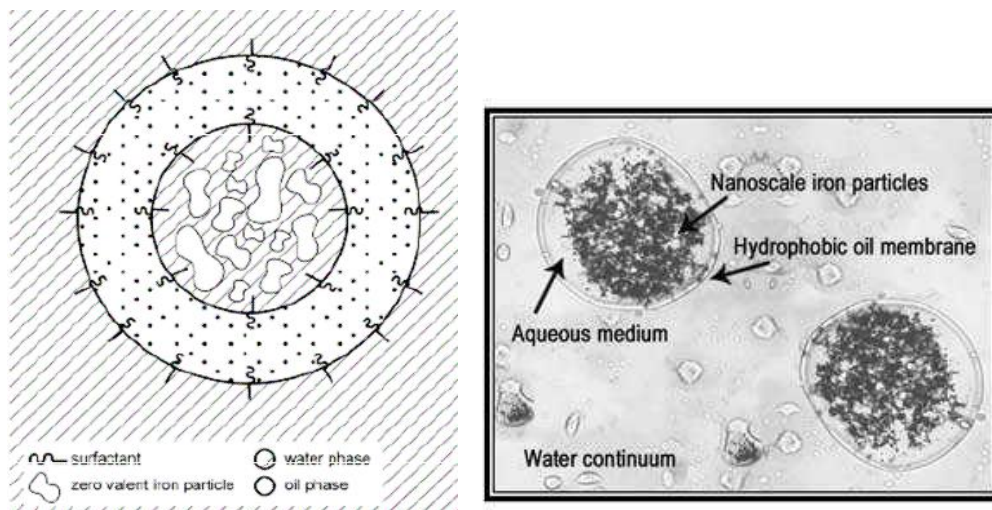 surfactant
water phase
zero valent iron particle
oil phase
Nanoscale iron particles
Hydrophobic oil membrane
Aqueous medium
Water continuum